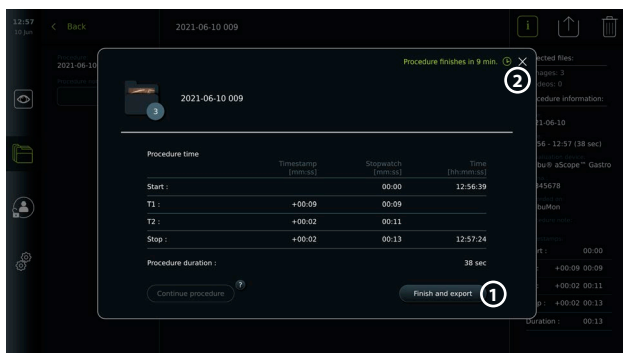 12:57
10 Jun
Back
2021-06-10 009
i
Procedure finishes in 9 min.
2
ected files:
2021-06-10
ages: 3
deos: 0
3
2021-06-10 009
cedure information:
21-06-10
56 - 12:57 (38 sec)
bu® aScope™ Gastro
345678
buMon
Procedure time
Timestamp
[mm:ss]
Stopwatch
[mm:ss]
Time
[hh:mm:ss]
Start :
00:00
12:56:39
T1 :
+00:09
00:09
T2 :
+00:02
00:11
Stop :
+00:02
00:13
12:57:24
Procedure duration :
38 sec
rt :
00:00
:
+00:09 00:09
:
+00:02 00:11
p :
+00:02 00:13
Duration :
00:13
Continue procedure
?
Finish and export
1